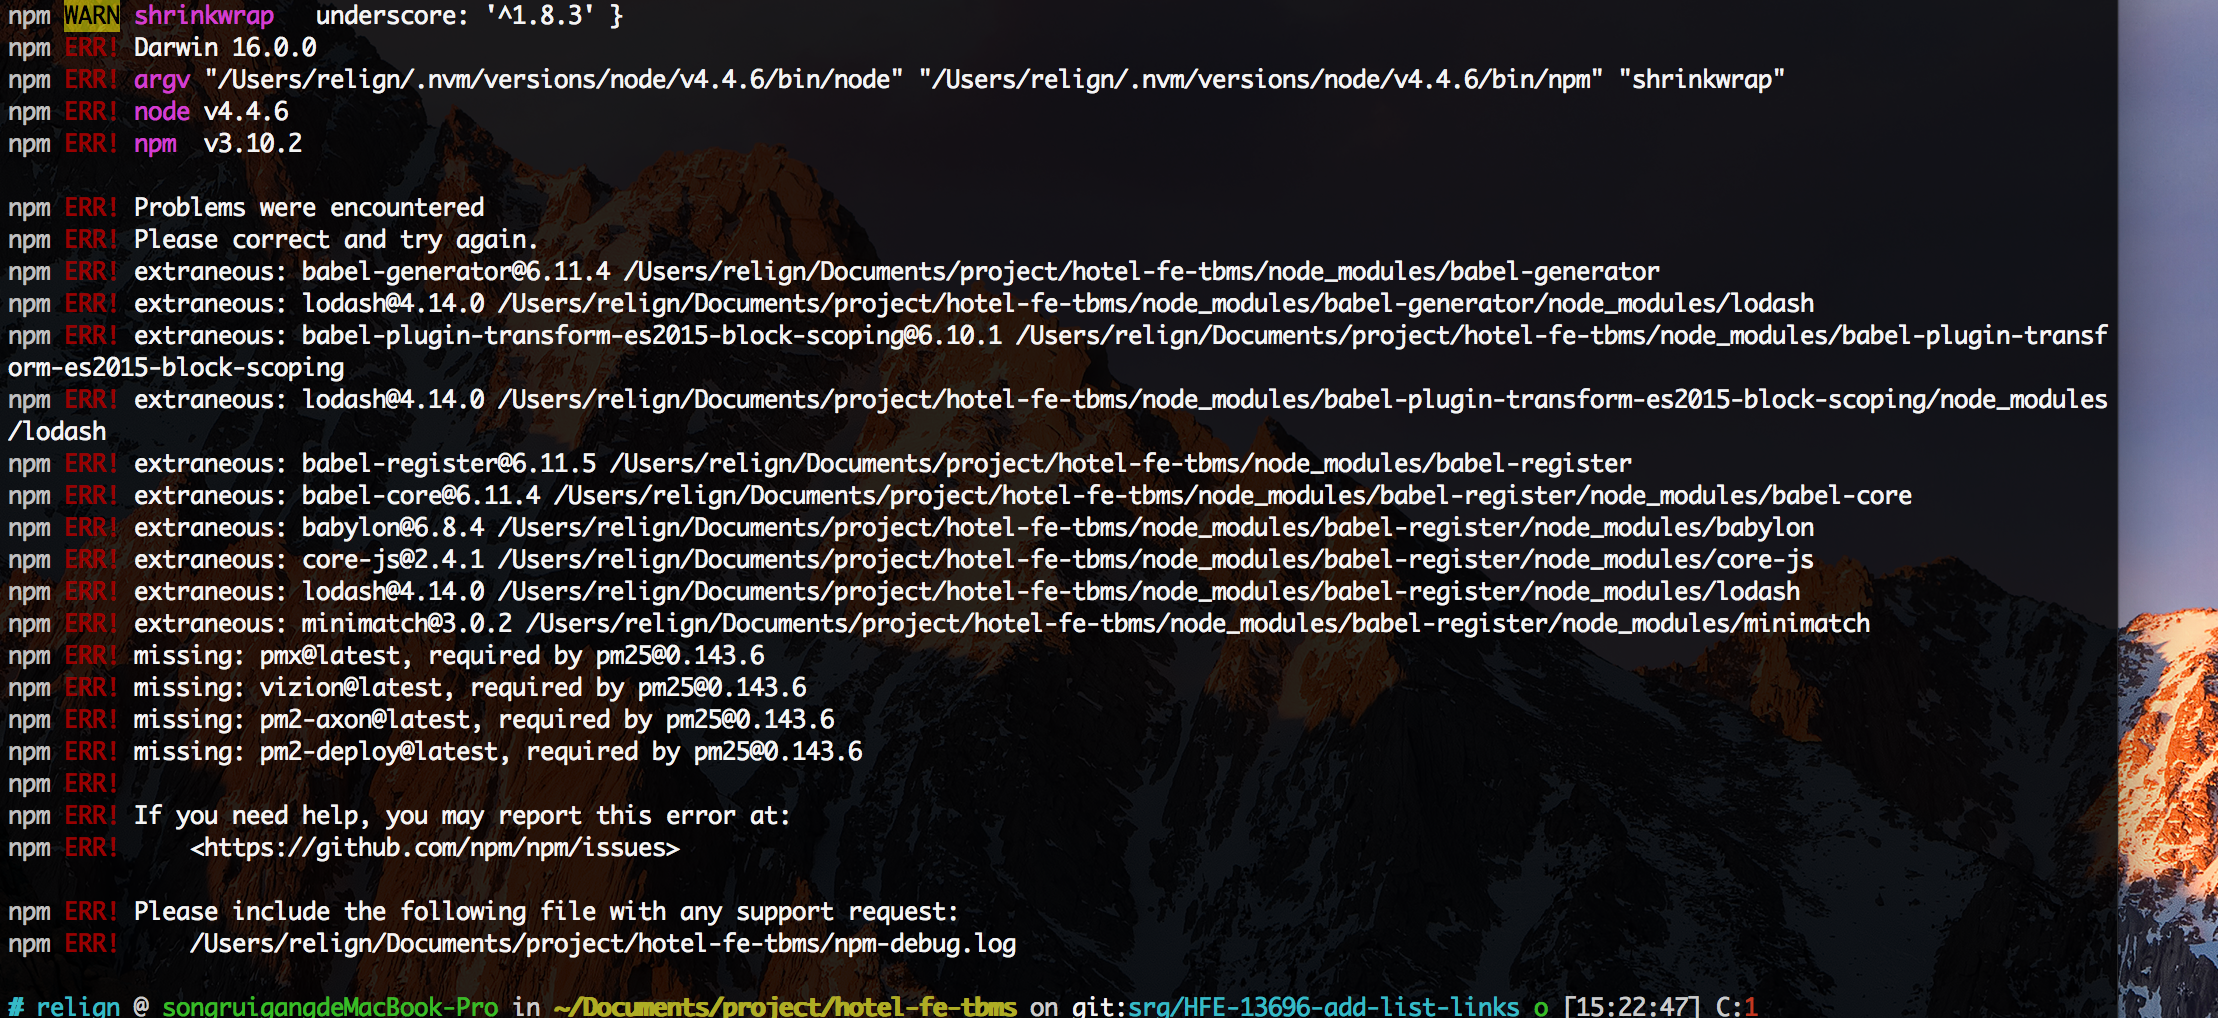 npm WARN shrinkwrap   underscore: '^1.8.3' }
npm ERR! Darwin 16.0.0
npm ERR! argv "/Users/relign/.nvm/versions/node/v4.4.6/bin/node" "/Users/relign/.nvm/versions/node/v4.4.6/bin/npm" "shrinkwrap"
npm ERR! node v4.4.6
npm ERR! npm  v3.10.2
npm ERR! Problems were encountered
npm ERR! Please correct and try again.
npm ERR! extraneous: babel-generator@6.11.4 /Users/relign/Documents/project/hotel-fe-tbms/node_modules/babel-generator
npm ERR! extraneous: lodash@4.14.0 /Users/relign/Documents/project/hotel-fe-tbms/node_modules/babel-generator/node_modules/lodash
npm ERR! extraneous: babel-plugin-transform-es2015-block-scoping@6.10.1 /Users/relign/Documents/project/hotel-fe-tbms/node_modules/babel-plugin-transf
orm-es2015-block-scoping
npm ERR! extraneous: lodash@4.14.0 /Users/relign/Documents/project/hotel-fe-tbms/node_modules/babel-plugin-transform-es2015-block-scoping/node_modules
/lodash
npm ERR! extraneous: babel-register@6.11.5 /Users/relign/Documents/project/hotel-fe-tbms/node_modules/babel-register
npm ERR! extraneous: babel-core@6.11.4 /Users/relign/Documents/project/hotel-fe-tbms/node_modules/babel-register/node_modules/babel-core
npm ERR! extraneous: babylon@6.8.4 /Users/relign/Documents/project/hotel-fe-tbms/node_modules/babel-register/node_modules/babylon
npm ERR! extraneous: core-js@2.4.1 /Users/relign/Documents/project/hotel-fe-tbms/node_modules/babel-register/node_modules/core-js
npm ERR! extraneous: lodash@4.14.0 /Users/relign/Documents/project/hotel-fe-tbms/node_modules/babel-register/node_modules/lodash
npm ERR! extraneous: minimatch@3.0.2 /Users/relign/Documents/project/hotel-fe-tbms/node_modules/babel-register/node_modules/minimatch
npm ERR! missing: pmx@latest, required by pm25@0.143.6
npm ERR! missing: vizion@latest, required by pm25@0.143.6
npm ERR! missing: pm2-axon@latest, required by pm25@0.143.6
npm ERR! missing: pm2-deploy@latest, required by pm25@0.143.6
npm ERR!
npm ERR! If you need help, you may report this error at:
npm ERR!     <https://github.com/npm/npm/issues>
npm ERR! Please include the following file with any support request:
npm ERR!     /Users/relign/Documents/project/hotel-fe-tbms/npm-debug.log
# relign @ songruigangdeMacBook-Pro in ~/Documents/project/hotel-fe-tbms on git:srg/HFE-13696-add-list-links o [15:22:47] C:1